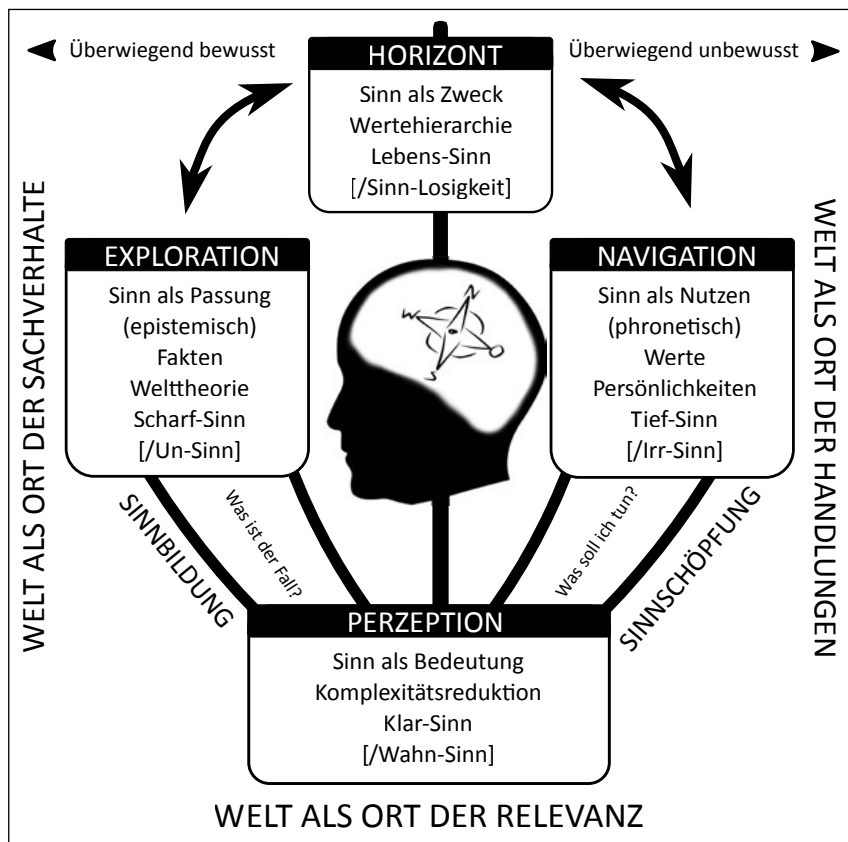 Überwiegend bewusst
HORIZONT
Überwiegend unbewusst
Sinn als Zweck
Wertehierarchie
Lebens-Sinn
[/Sinn-Losigkeit]
WELT ALS ORT DER SACHVERHALTE
EXPLORATION
Sinn als Passung
(epistemisch)
Fakten
Welttheorie
Scharf-Sinn
[/Un-Sinn]
N
W
O
S
NAVIGATION
Sinn als Nutzen
(phronetisch)
Werte
Persönlichkeiten
Tief-Sinn
[/Irr-Sinn]
WELT ALS ORT DER HANDLUNGEN
SINNBILDUNG
Was ist der Fall?
Was soll ich tun?
SINNSCHÖPFUNG
PERZEPTION
Sinn als Bedeutung
Komplexitätsreduktion
Klar-Sinn
[/Wahn-Sinn]
WELT ALS ORT DER RELEVANZ